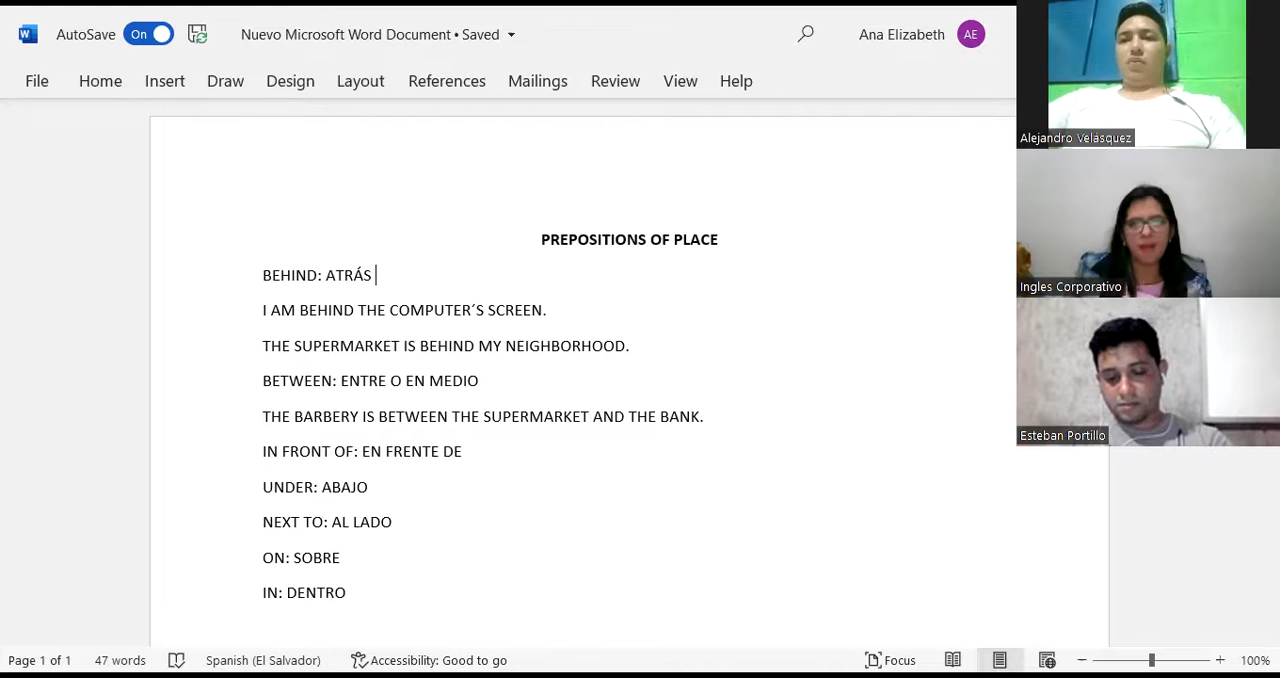 AutoSave On Nuevo Microsoft Word Document • Saved Ana Elizabeth AE
File Home Insert Draw Design Layout References Mailings Review View Help
Alejandro Velásquez
Ingles Corporativo
Esteban Portillo
PREPOSITIONS OF PLACE
BEHIND: ATRÁS
I AM BEHIND THE COMPUTER´S SCREEN.
THE SUPERMARKET IS BEHIND MY NEIGHBORHOOD.
BETWEEN: ENTRE O EN MEDIO
THE BARBERY IS BETWEEN THE SUPERMARKET AND THE BANK.
IN FRONT OF: EN FRENTE DE
UNDER: ABAJO
NEXT TO: AL LADO
ON: SOBRE
IN: DENTRO
Page 1 of 1 47 words Spanish (El Salvador) Accessibility: Good to go Focus 100%